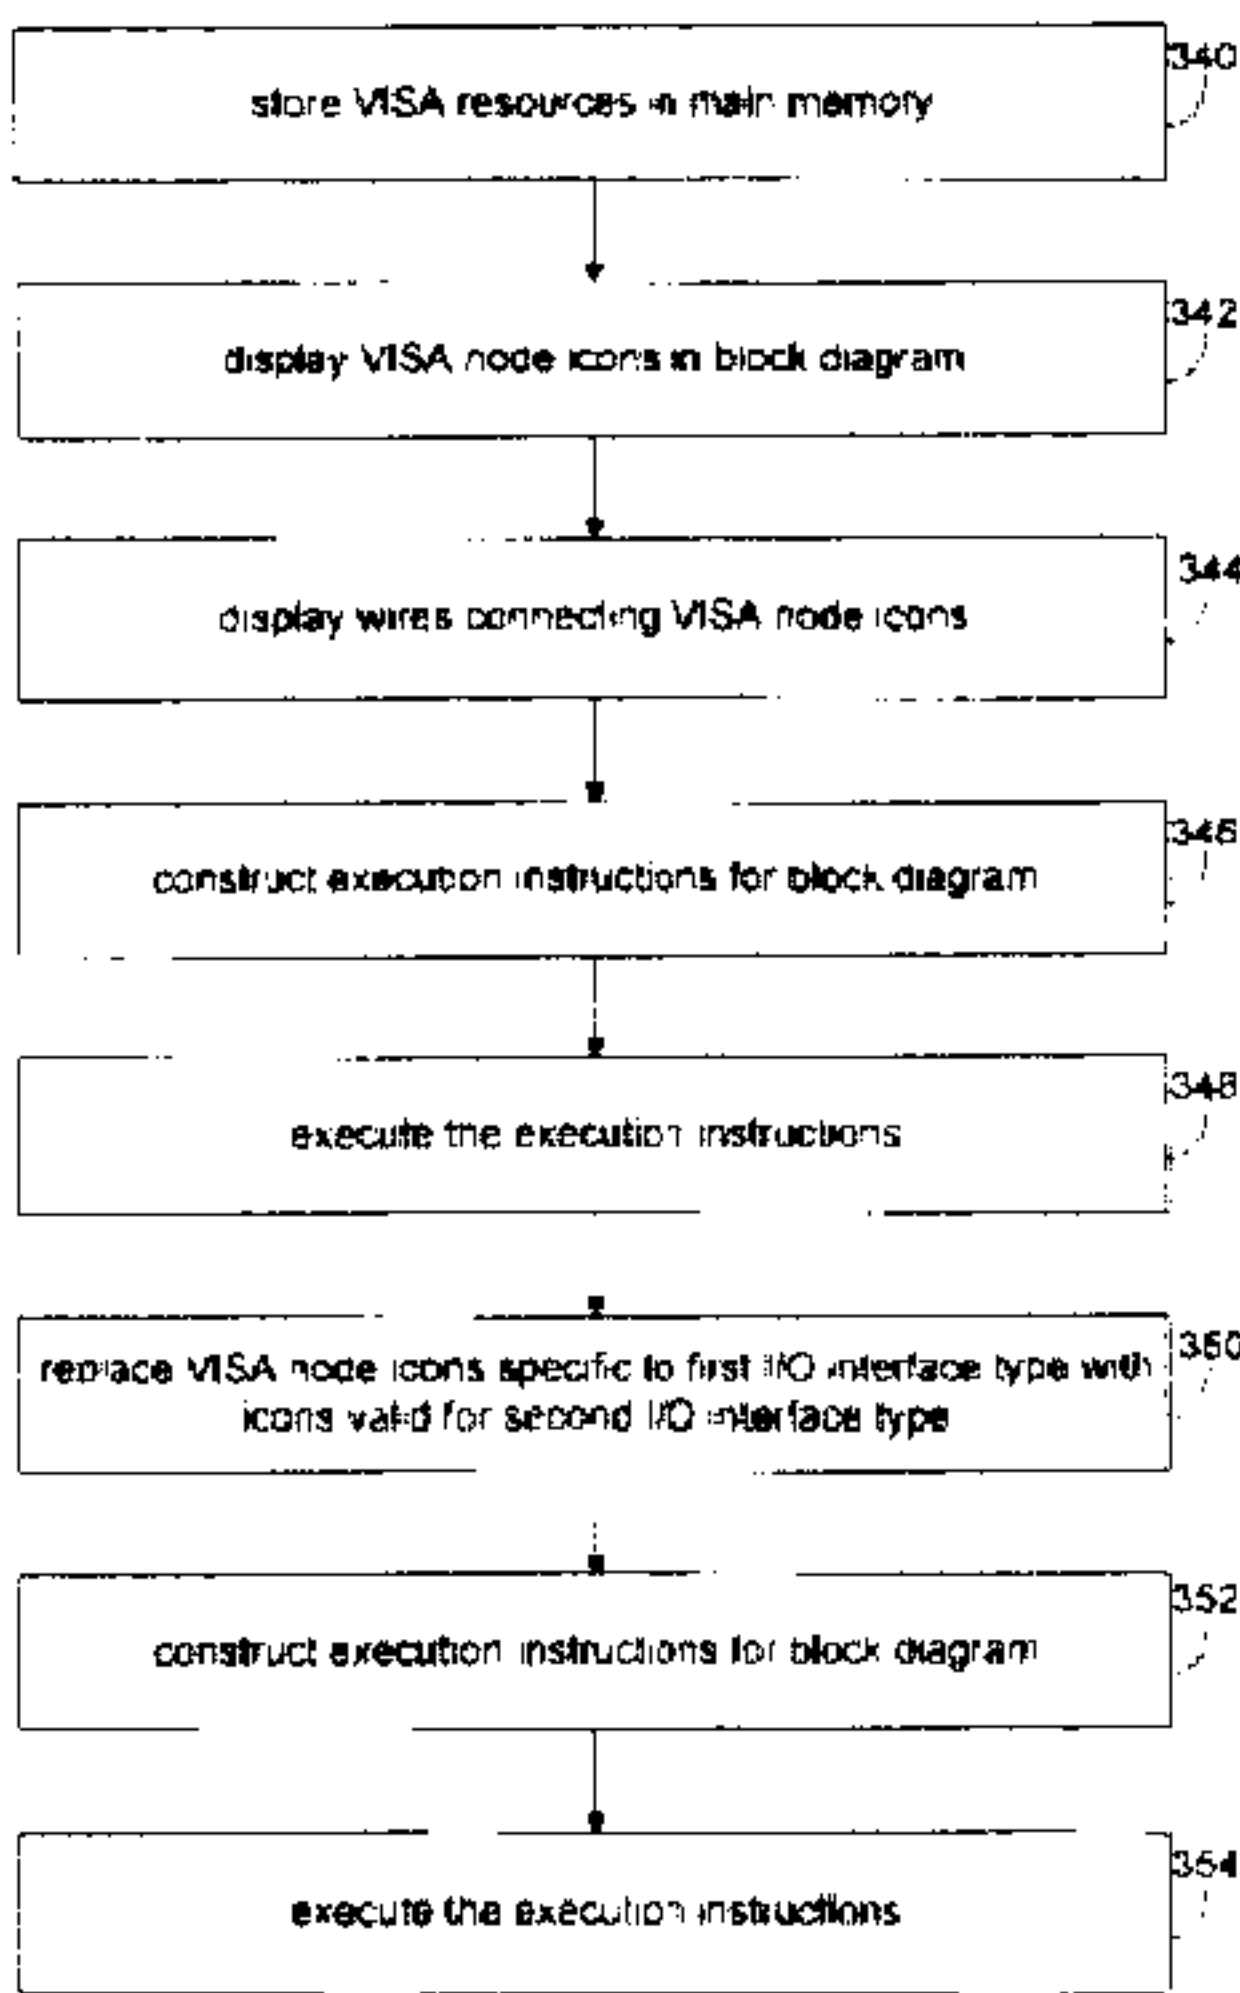 340
store VISA resources in main memory
342
display VISA node icons in block diagram
344
display wires connecting VISA node icons
346
construct execution instructions for block diagram
348
execute the execution instructions
350
replace VISA node icons specific to first I/O interface type with
icons valid for second I/O interface type
352
construct execution instructions for block diagram
354
execute the execution instructions